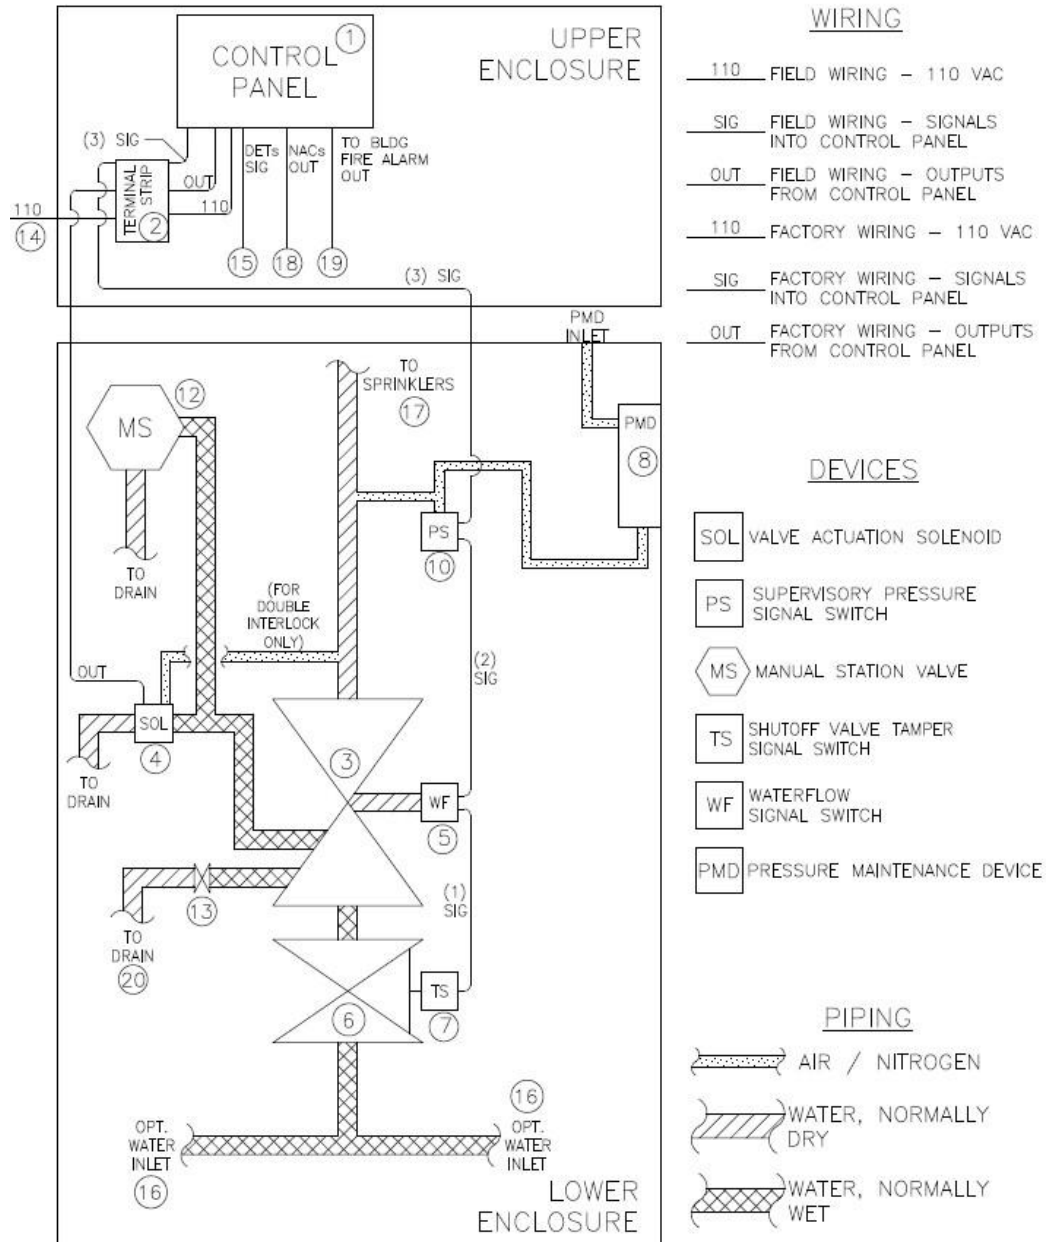 UPPER
ENCLOSURE
1
CONTROL
PANEL
(3) SIG
DETs
SIG
NACs
OUT
TO BLDG
FIRE ALARM
OUT
TERMINAL
STRIP
2
OUT
110
110
14
15
18
19
(3) SIG
PMD
INLET
TO
SPRINKLERS
17
12
MS
PMD
8
PS
10
TO
DRAIN
(FOR
DOUBLE
INTERLOCK
ONLY)
(2)
SIG
OUT
SOL
4
TO
DRAIN
3
WF
5
13
(1)
SIG
TO
DRAIN
20
TS
7
6
16
OPT.
WATER
INLET
OPT.
WATER
INLET
16
LOWER
ENCLOSURE
WIRING
110 FIELD WIRING – 110 VAC
SIG FIELD WIRING – SIGNALS
INTO CONTROL PANEL
OUT FIELD WIRING – OUTPUTS
FROM CONTROL PANEL
110 FACTORY WIRING – 110 VAC
SIG FACTORY WIRING – SIGNALS
INTO CONTROL PANEL
OUT FACTORY WIRING – OUTPUTS
FROM CONTROL PANEL
DEVICES
SOL VALVE ACTUATION SOLENOID
PS SUPERVISORY PRESSURE
SIGNAL SWITCH
MS MANUAL STATION VALVE
TS SHUTOFF VALVE TAMPER
SIGNAL SWITCH
WF WATERFLOW
SIGNAL SWITCH
PMD PRESSURE MAINTENANCE DEVICE
PIPING
AIR / NITROGEN
WATER, NORMALLY
DRY
WATER, NORMALLY
WET